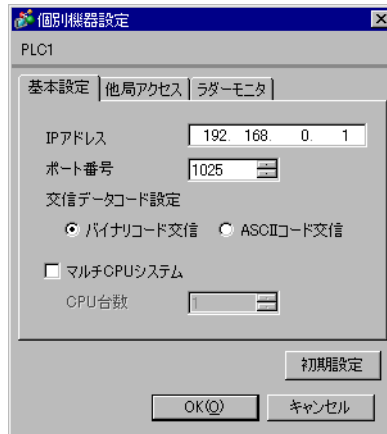 個別機器設定
PLC1
基本設定 他局アクセス ラダーモニタ
IPアドレス 192. 168. 0. 1
ポート番号 1025
交信データコード設定
バイナリコード交信 ASCIIコード交信
マルチCPUシステム
CPU台数 1
初期設定
OK(O) キャンセル